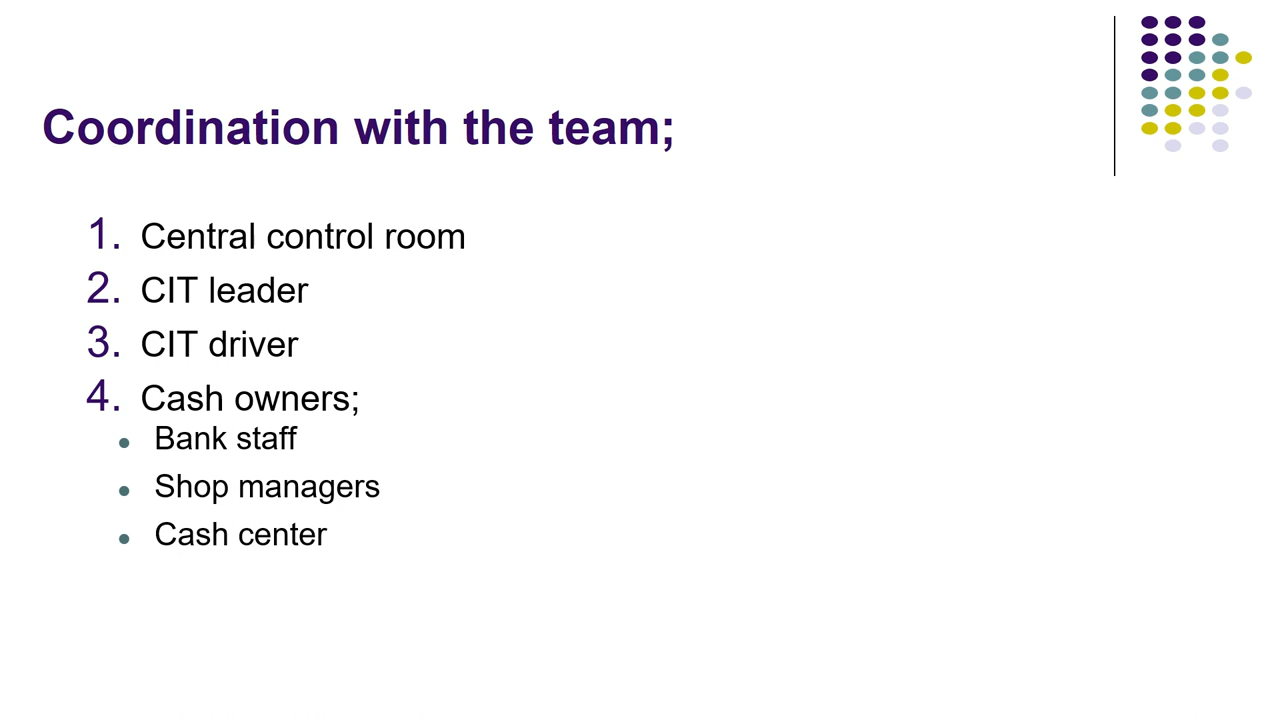 Coordination with the team;
1. Central control room
2. CIT leader
3. CIT driver
4. Cash owners;
● Bank staff
● Shop managers
● Cash center